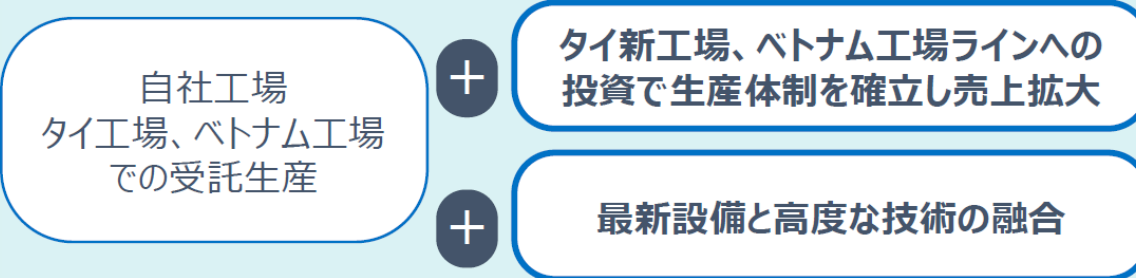 自社工場
タイ工場、ベトナム工場
での受託生産
+
タイ新工場、ベトナム工場ラインへの
投資で生産体制を確立し売上拡大
+
最新設備と高度な技術の融合